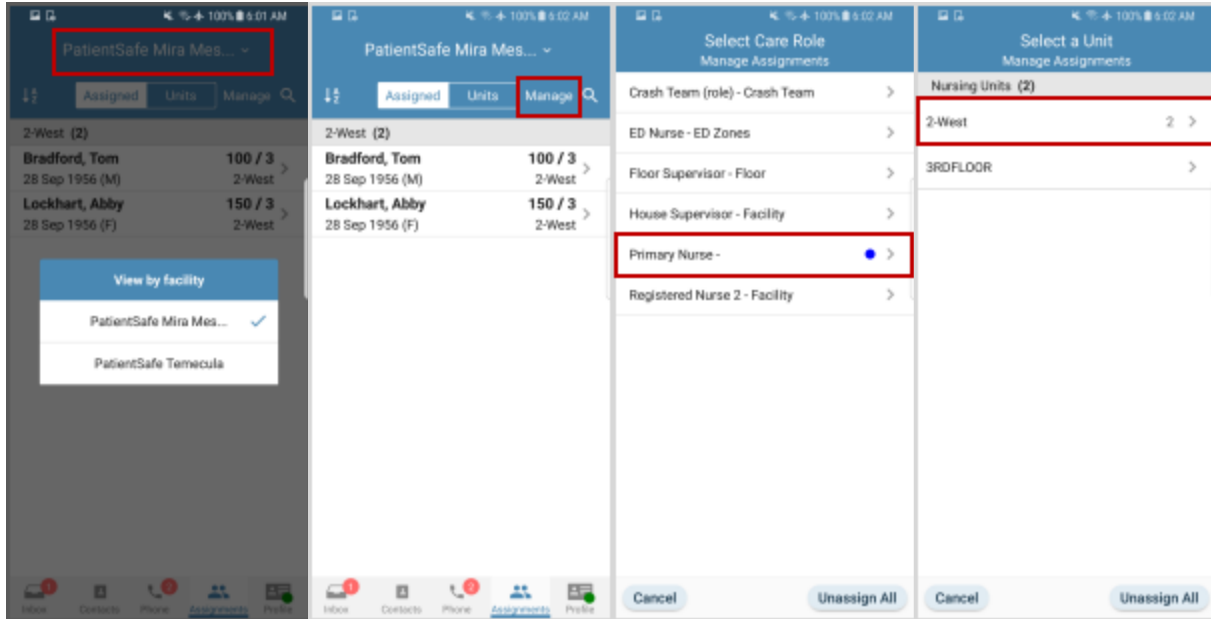 100% 6:01 AM
PatientSafe Mira Mes...
Assigned Units Manage
2-West (2)
Bradford, Tom 100 / 3
28 Sep 1956 (M) 2-West
Lockhart, Abby 150 / 3
28 Sep 1956 (F) 2-West
View by facility
PatientSafe Mira Mes...
PatientSafe Temecula
1 2
Inbox Contacts Phone Assignments Profile
100% 6:02 AM
PatientSafe Mira Mes...
Assigned Units Manage
2-West (2)
Bradford, Tom 100 / 3
28 Sep 1956 (M) 2-West
Lockhart, Abby 150 / 3
28 Sep 1956 (F) 2-West
1 2
Inbox Contacts Phone Assignments Profile
100% 6:02 AM
Select Care Role
Manage Assignments
Crash Team (role) - Crash Team
ED Nurse - ED Zones
Floor Supervisor - Floor
House Supervisor - Facility
Primary Nurse -
Registered Nurse 2 - Facility
Cancel Unassign All
100% 6:02 AM
Select a Unit
Manage Assignments
Nursing Units (2)
2-West 2
3RDFLOOR
Cancel Unassign All